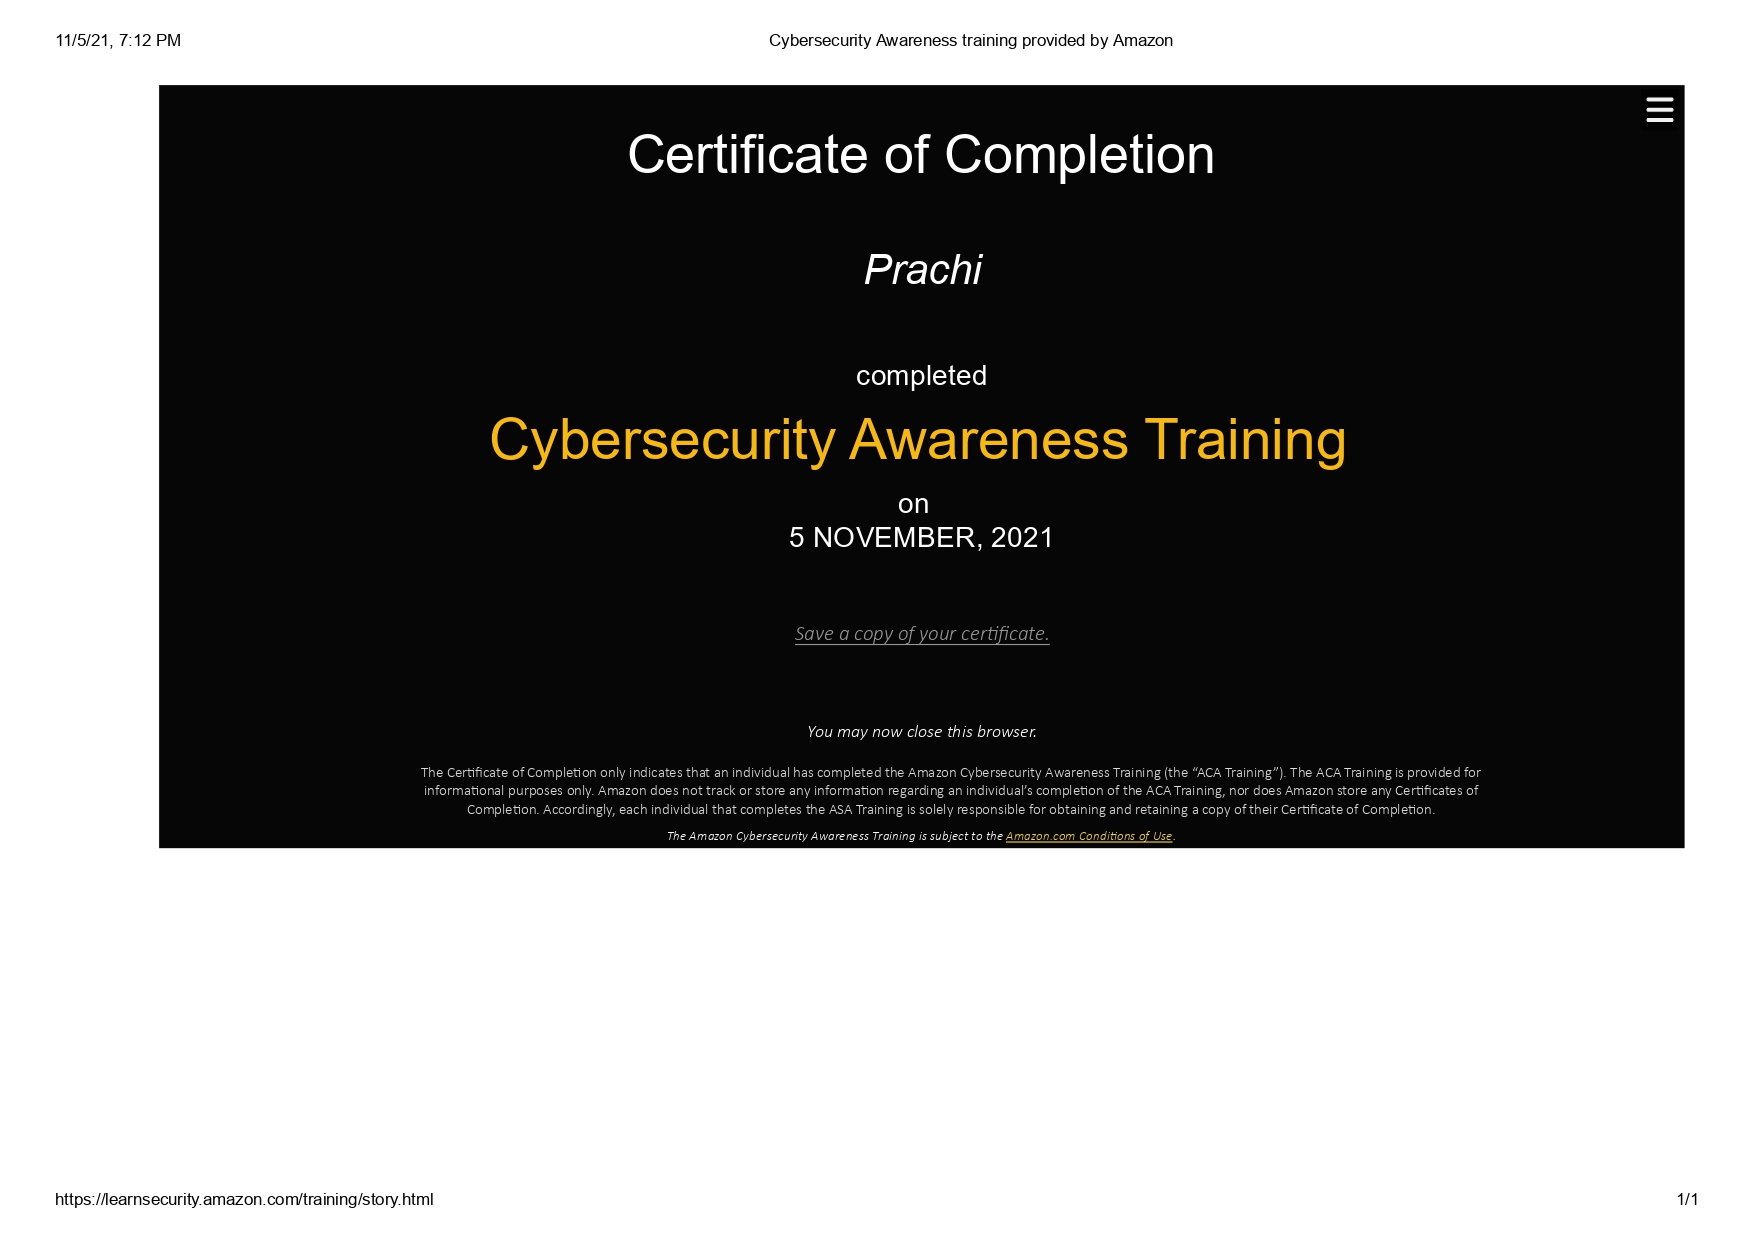 11/5/21, 7:12 PM
Cybersecurity Awareness training provided by Amazon
Certificate of Completion
Prachi
completed
Cybersecurity Awareness Training
on
5 NOVEMBER, 2021
Save a copy of your certificate.
You may now close this browser.
The Certificate of Completion only indicates that an individual has completed the Amazon Cybersecurity Awareness Training (the “ACA Training”). The ACA Training is provided for
informational purposes only. Amazon does not track or store any information regarding an individual’s completion of the ACA Training, nor does Amazon store any Certificates of
Completion. Accordingly, each individual that completes the ASA Training is solely responsible for obtaining and retaining a copy of their Certificate of Completion.
The Amazon Cybersecurity Awareness Training is subject to the Amazon.com Conditions of Use.
https://learnsecurity.amazon.com/training/story.html
1/1